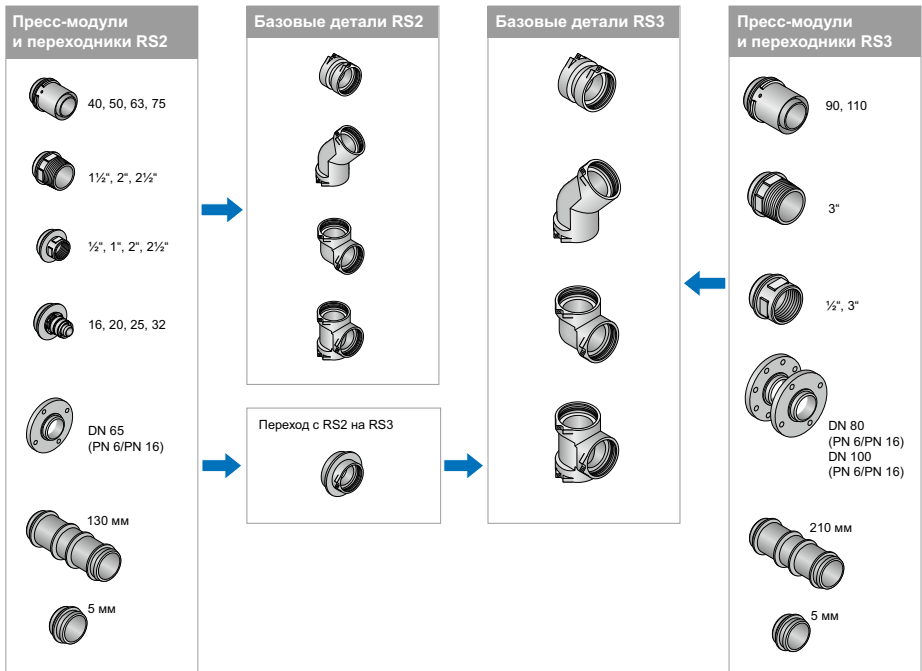 Пресс-модули
и переходники RS2
40, 50, 63, 75
1½“, 2“, 2½“
½“, 1“, 2“, 2½“
16, 20, 25, 32
DN 65
(PN 6/PN 16)
130 мм
5 мм
Базовые детали RS2
Переход с RS2 на RS3
Базовые детали RS3
Пресс-модули
и переходники RS3
90, 110
3“
½“, 3“
DN 80
(PN 6/PN 16)
DN 100
(PN 6/PN 16)
210 мм
5 мм